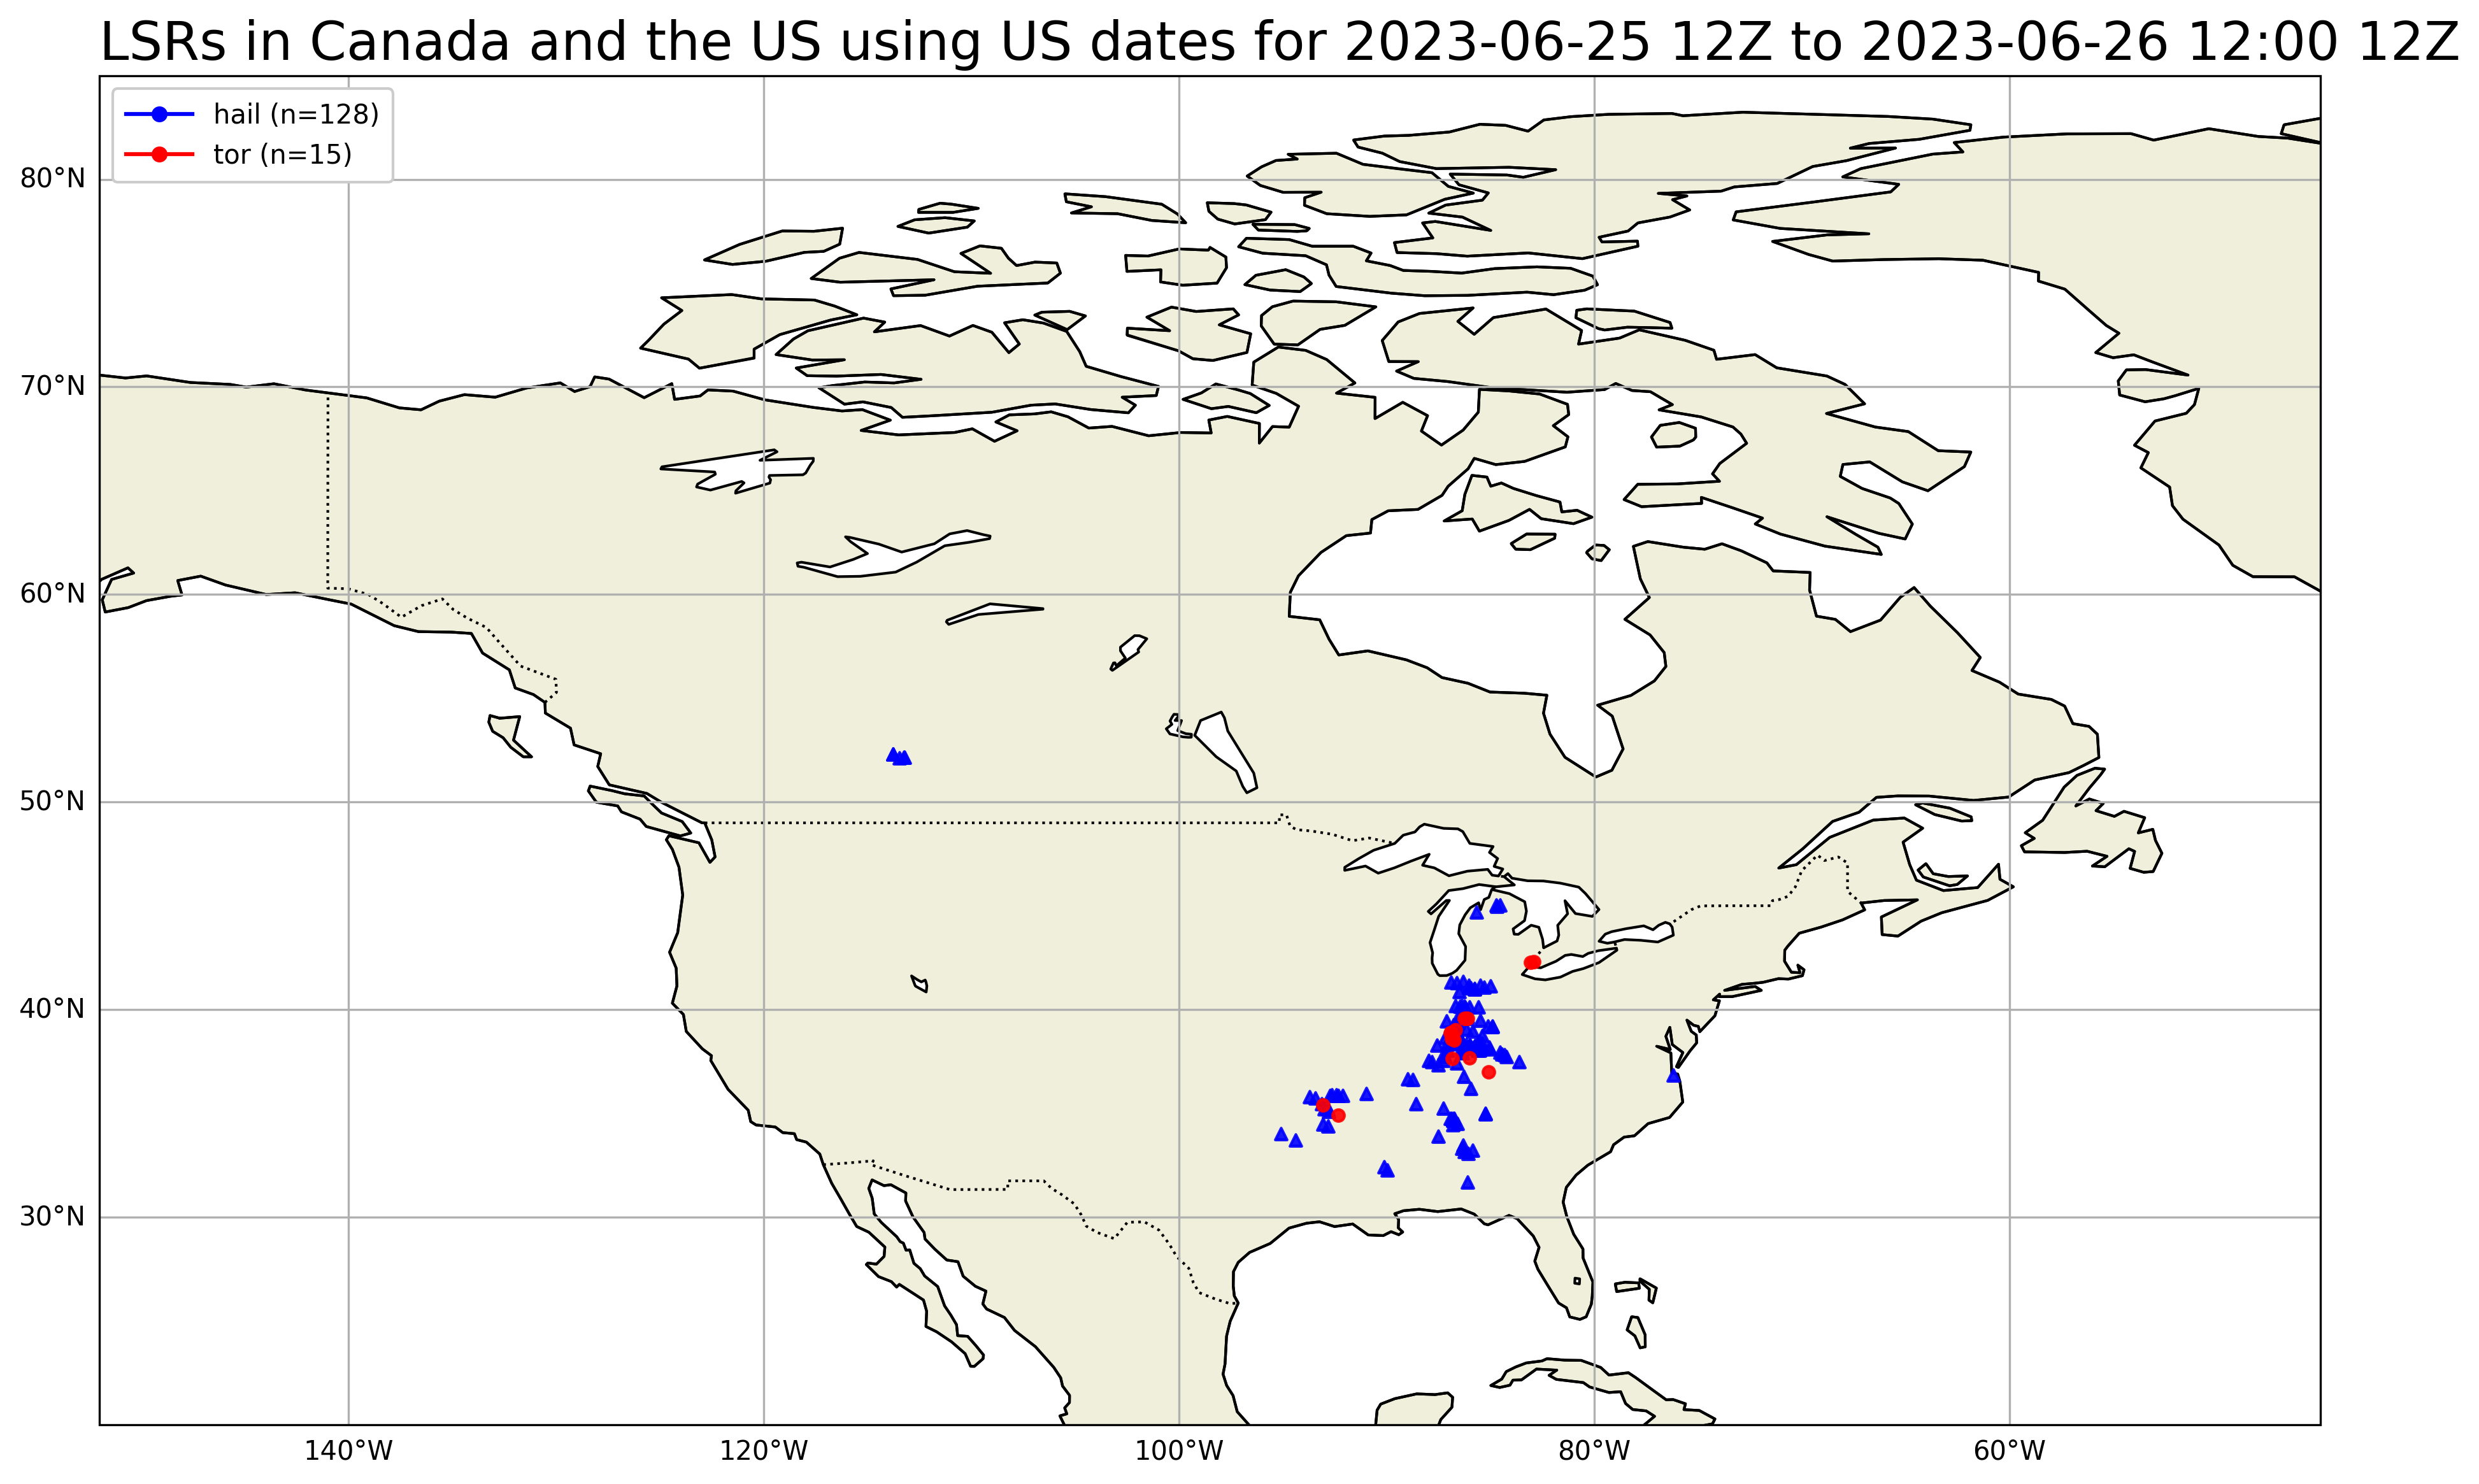 LSRs in Canada and the US using US dates for 2023-06-25 12Z to 2023-06-26 12:00 12Z
hail (n=128)
tor (n=15)
80°N
70°N
60°N
50°N
40°N
30°N
140°W 120°W 100°W 80°W 60°W